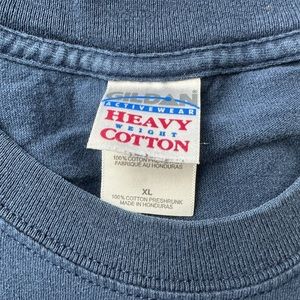 GILDAN
ACTIVEWEAR
HEAVY
WEIGHT
COTTON
100% COTTON PRESHRUNK
FABRIQUÉ AU HONDURAS
XL
100% COTTON PRESHRUNK
MADE IN HONDURAS